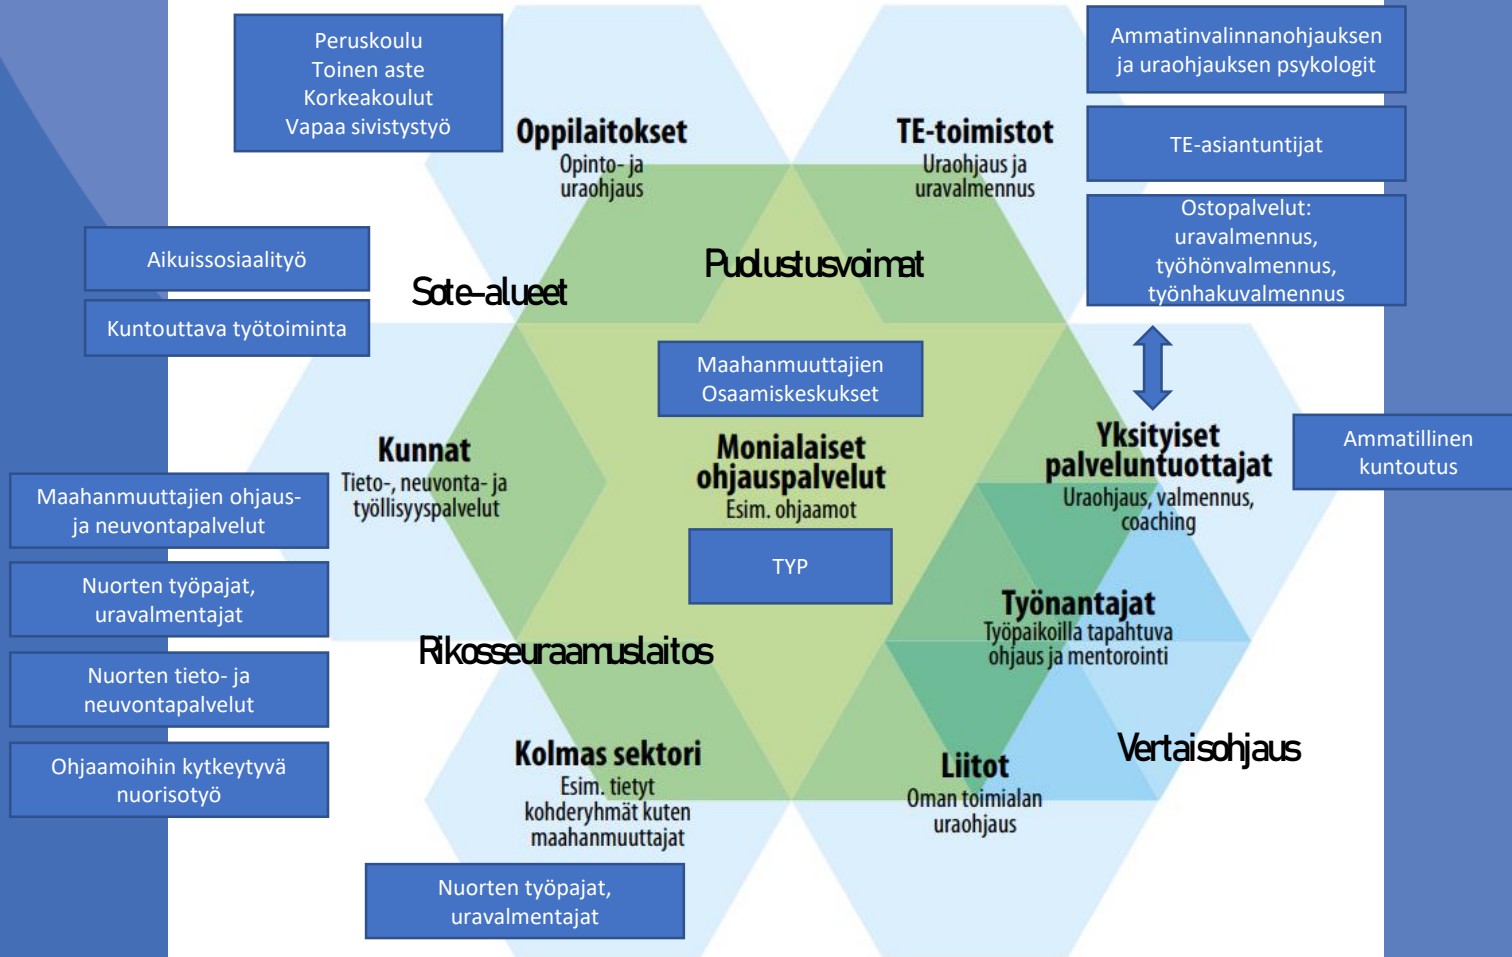 Peruskoulu
Toinen aste
Korkeakoulut
Vapaa sivistystyö
Oppilaitokset
Opinto- ja
uraohjaus
TE-toimistot
Uraohjaus ja
uravalmennus
Ammatinvalinnanohjauksen
ja uraohjauksen psykologit
TE-asiantuntijat
Ostopalvelut:
uravalmennus,
työhönvalmennus,
työnhakuvalmennus
Aikuissosiaalityö
Kuntouttava työtoiminta
Sote-alueet
Puolustusvoimat
Maahanmuuttajien
Osaamiskeskukset
Monialaiset
ohjauspalvelut
Esim. ohjaamot
TYP
Kunnat
Tieto-, neuvonta- ja
työllisyyspalvelut
Yksityiset
palveluntuottajat
Uraohjaus, valmennus,
coaching
Ammatillinen
kuntoutus
Maahanmuuttajien ohjaus-
ja neuvontapalvelut
Nuorten työpajat,
uravalmentajat
Nuorten tieto- ja
neuvontapalvelut
Ohjaamoihin kytkeytyvä
nuorisotyö
Rikosseuraamuslaitos
Työnantajat
Työpaikoilla tapahtuva
ohjaus ja mentorointi
Vertaisohjaus
Kolmas sektori
Esim. tietyt
kohderyhmät kuten
maahanmuuttajat
Liitot
Oman toimialan
uraohjaus
Nuorten työpajat,
uravalmentajat